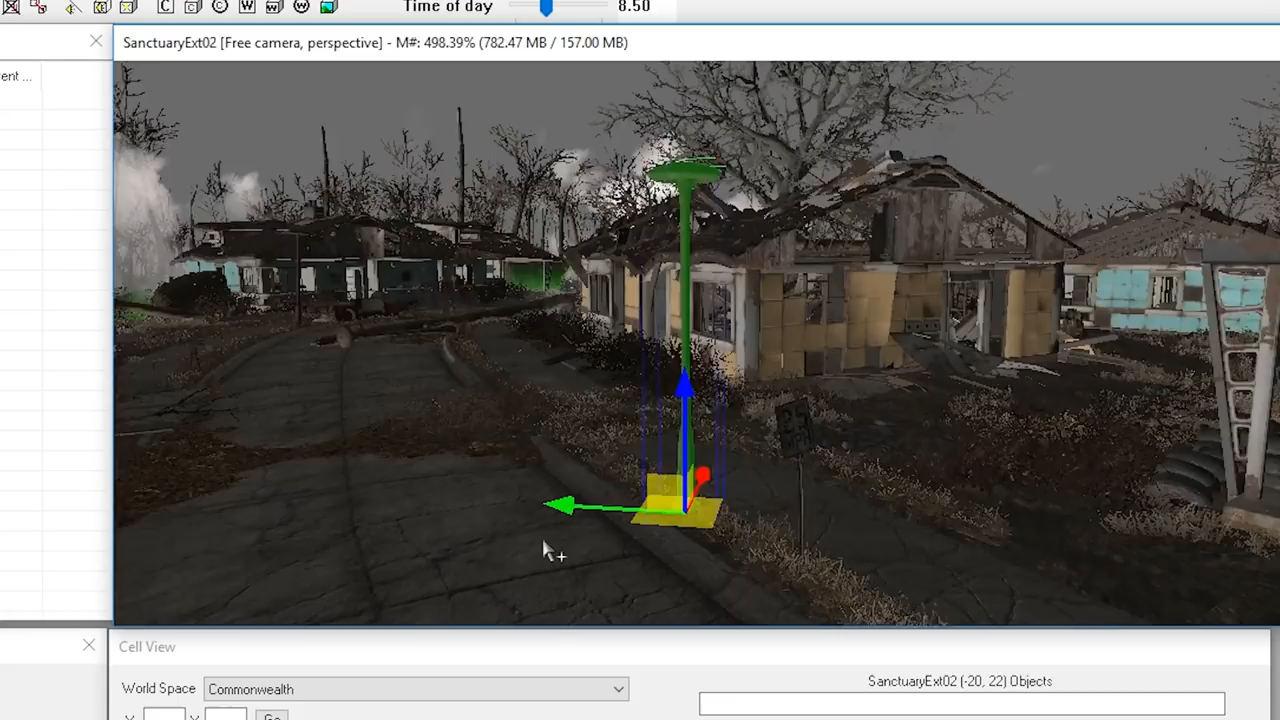 Time of day
8.50
ent ...
SanctuaryExt02 [Free camera, perspective] - M#: 498.39% (782.47 MB / 157.00 MB)
25
Cell View
World Space
Commonwealth
SanctuaryExt02 (-20, 22) Objects
X
Y
Go